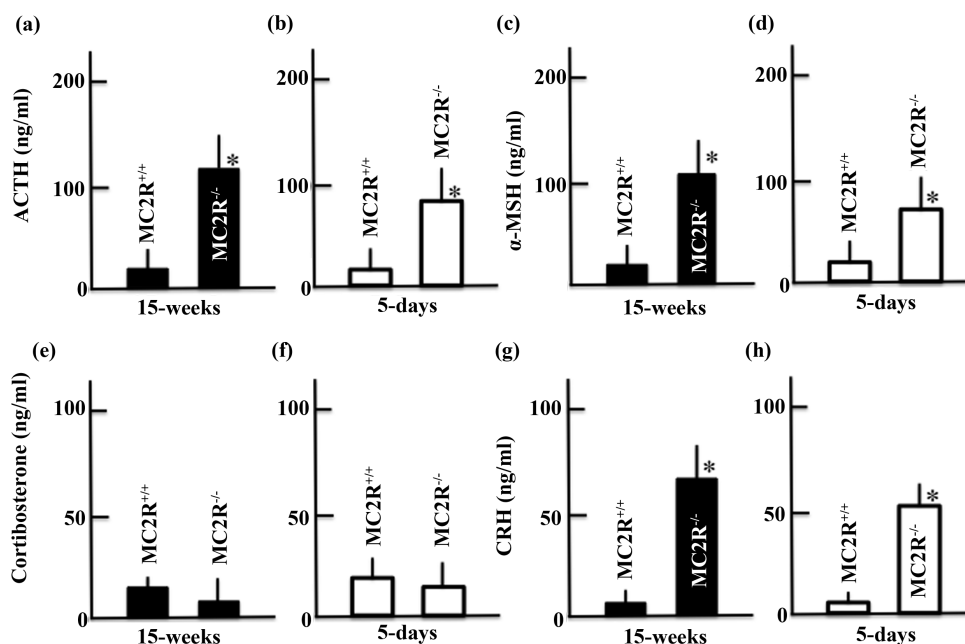 (a)
ACTH (ng/ml)
200
100
0
MC2R+/+
MC2R-/-
*
15-weeks
(b)
200
100
0
MC2R+/+
MC2R-/-
*
5-days
(c)
α-MSH (ng/ml)
200
100
0
MC2R+/+
MC2R-/-
*
15-weeks
(d)
200
100
0
MC2R+/+
MC2R-/-
*
5-days
(e)
Cortibosterone (ng/ml)
100
50
0
MC2R+/+
MC2R-/-
15-weeks
(f)
100
50
0
MC2R+/+
MC2R-/-
5-days
(g)
CRH (ng/ml)
100
50
0
MC2R+/+
MC2R-/-
*
15-weeks
(h)
100
50
0
MC2R+/+
MC2R-/-
*
5-days